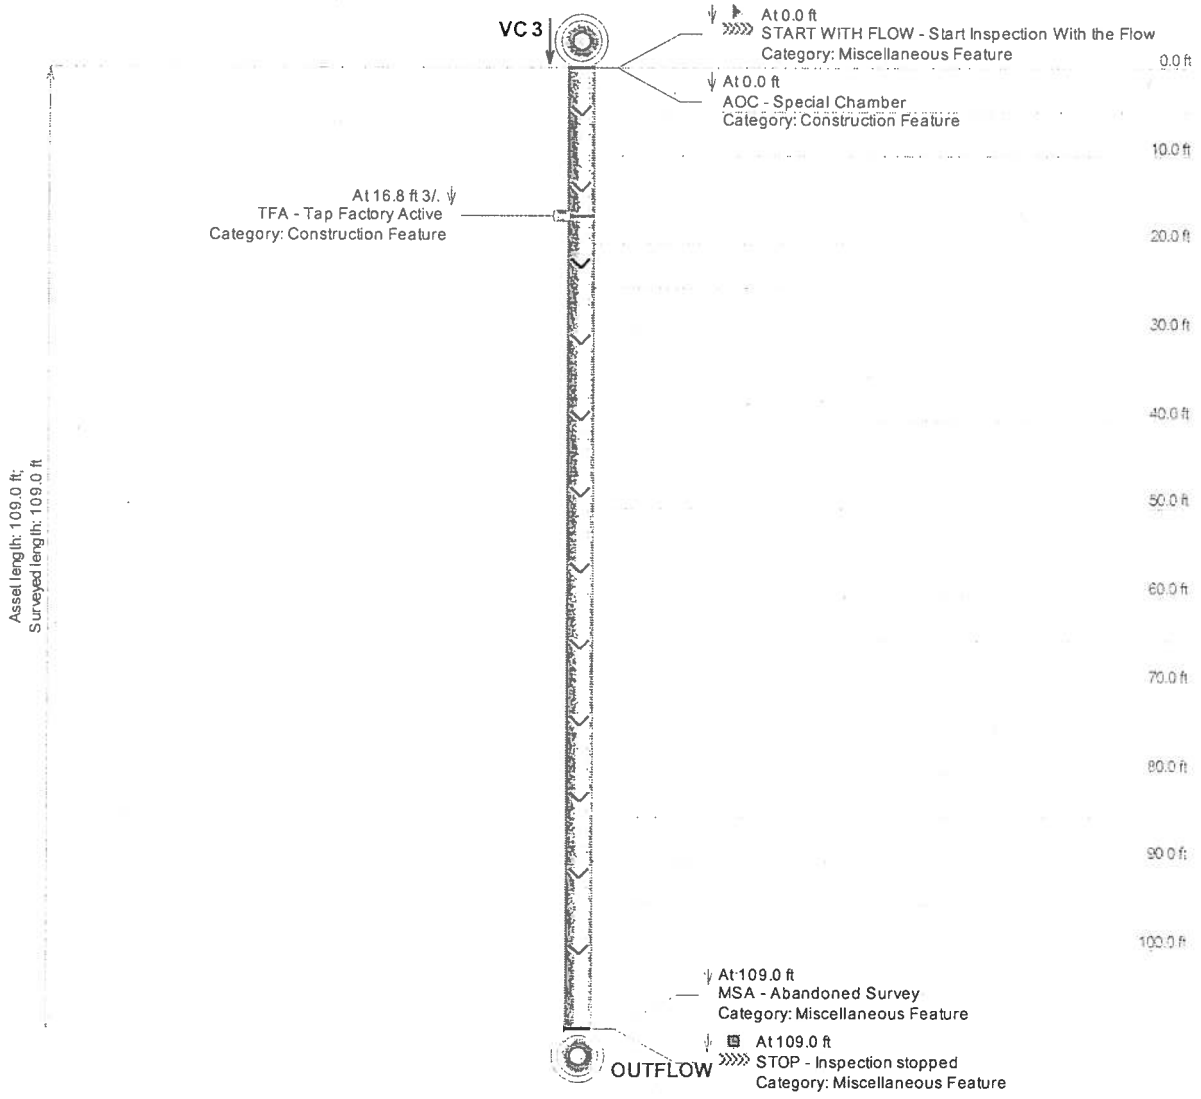 VC 3
At 0.0 ft
START WITH FLOW - Start Inspection With the Flow
Category: Miscellaneous Feature
0.0 ft
At 0.0 ft
AOC - Special Chamber
Category: Construction Feature
10.0 ft
At 16.8 ft 3/.
TFA - Tap Factory Active
Category: Construction Feature
20.0 ft
30.0 ft
40.0 ft
50.0 ft
Asset length: 109.0 ft;
Surveyed length: 109.0 ft
60.0 ft
70.0 ft
80.0 ft
90.0 ft
100.0 ft
At 109.0 ft
MSA - Abandoned Survey
Category: Miscellaneous Feature
At 109.0 ft
OUTFLOW
STOP - Inspection stopped
Category: Miscellaneous Feature